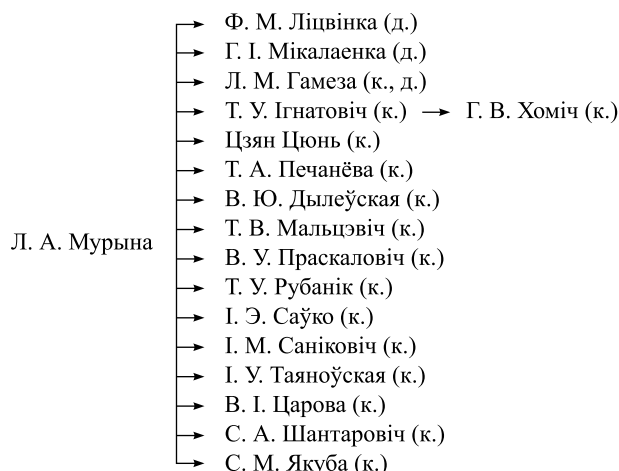 Ф. М. Ліцвінка (д.)
Г. І. Мікалаенка (д.)
Л. М. Гамеза (к., д.)
Т. У. Ігнатовіч (к.) → Г. В. Хоміч (к.)
Цзян Цюнь (к.)
Т. А. Печанёва (к.)
В. Ю. Дылеўская (к.)
Т. В. Мальцэвіч (к.)
Л. А. Мурына
В. У. Праскаловіч (к.)
Т. У. Рубанік (к.)
І. Э. Саўко (к.)
І. М. Саніковіч (к.)
І. У. Таяноўская (к.)
В. І. Царова (к.)
С. А. Шантаровіч (к.)
С. М. Якуба (к.)